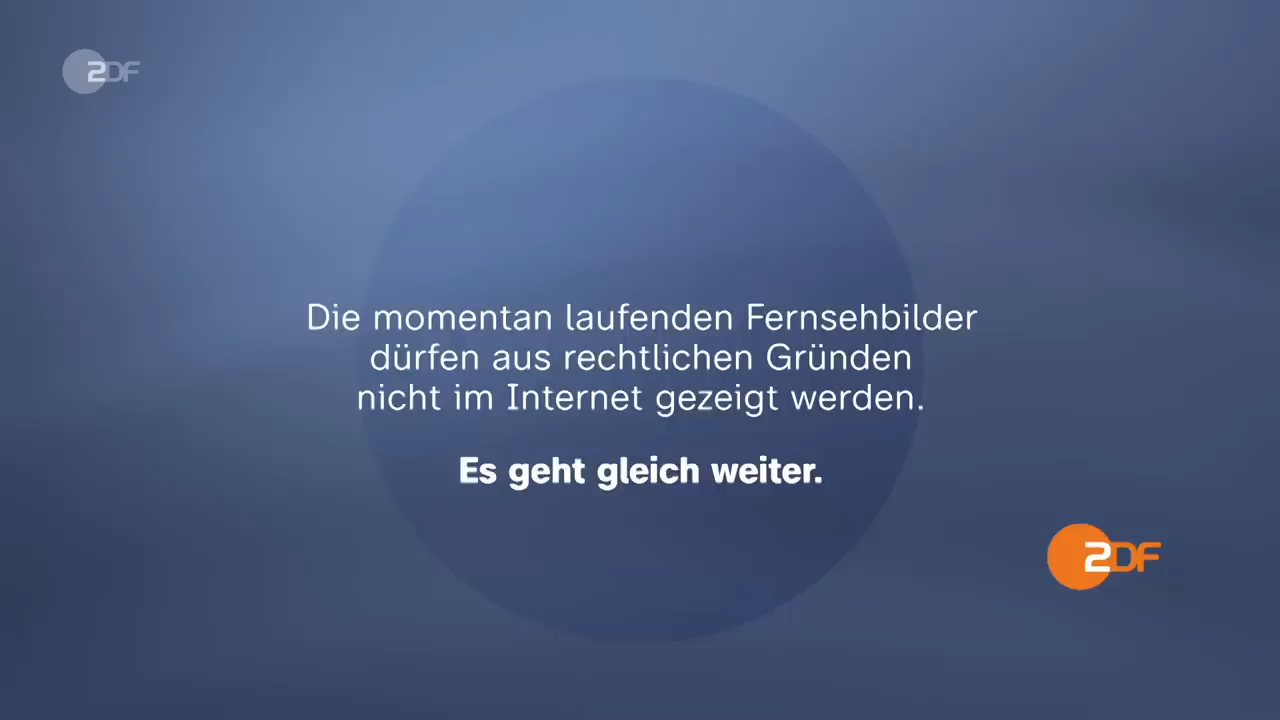 ZDF
Die momentan laufenden Fernsehbilder
dürfen aus rechtlichen Gründen
nicht im Internet gezeigt werden.
Es geht gleich weiter.
ZDF